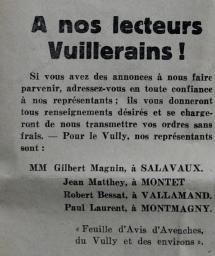 A nos lecteurs
Vuillerains !
Si vous avez des annonces à nous faire
parvenir, adressez-vous en toute confiance
à nos représentants ; ils vous donneront
tous renseignements désirés et se charge-
ront de nous transmettre vos ordres sans
frais. — Pour le Vully, nos représentants
sont :
MM Gilbert Magnin, à SALAVAUX.
Jean Matthey, à MONTET
Robert Bessat, à VALLAMAND.
Paul Laurent, à MONTMAGNY.
« Feuille d'Avis d'Avenches,
du Vully et des environs ».